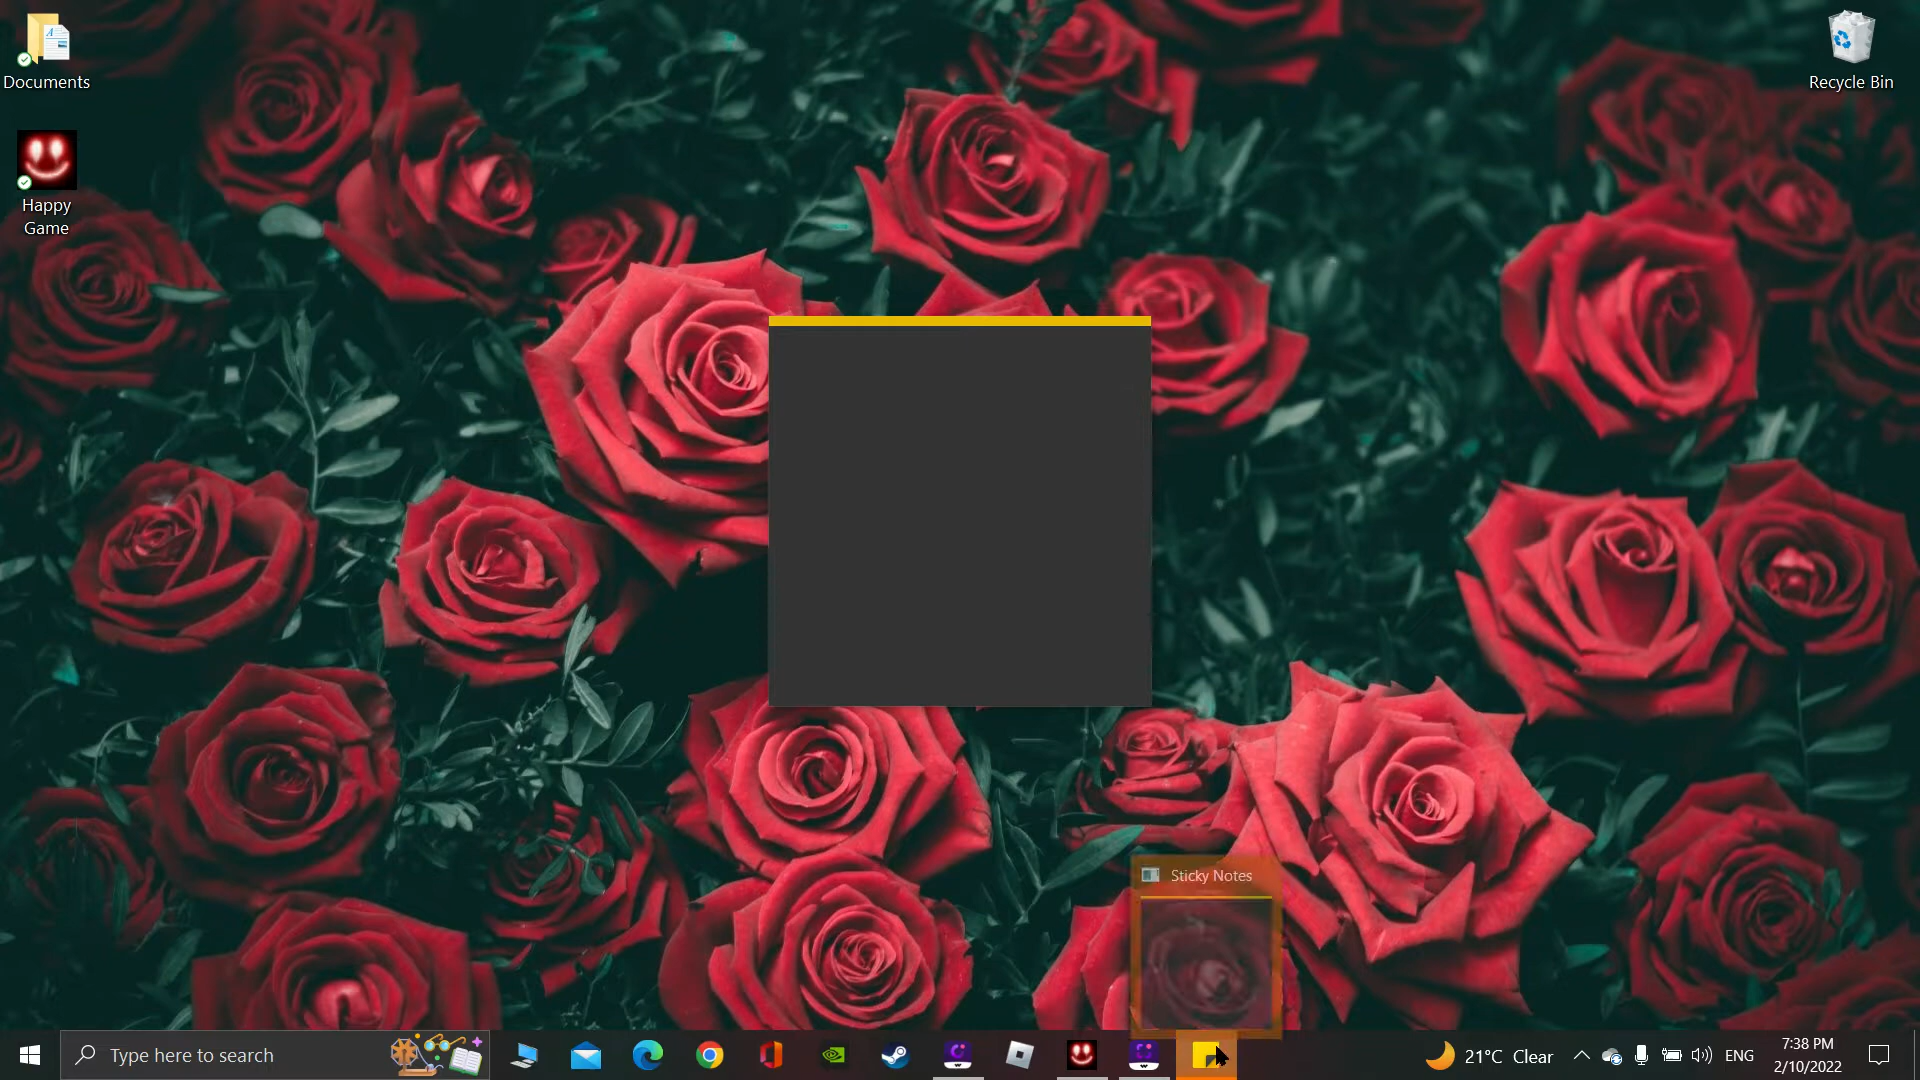 Documents
Recycle Bin
Happy
Game
Sticky Notes
Type here to search
21°C Clear
ENG
7:38 PM
2/10/2022